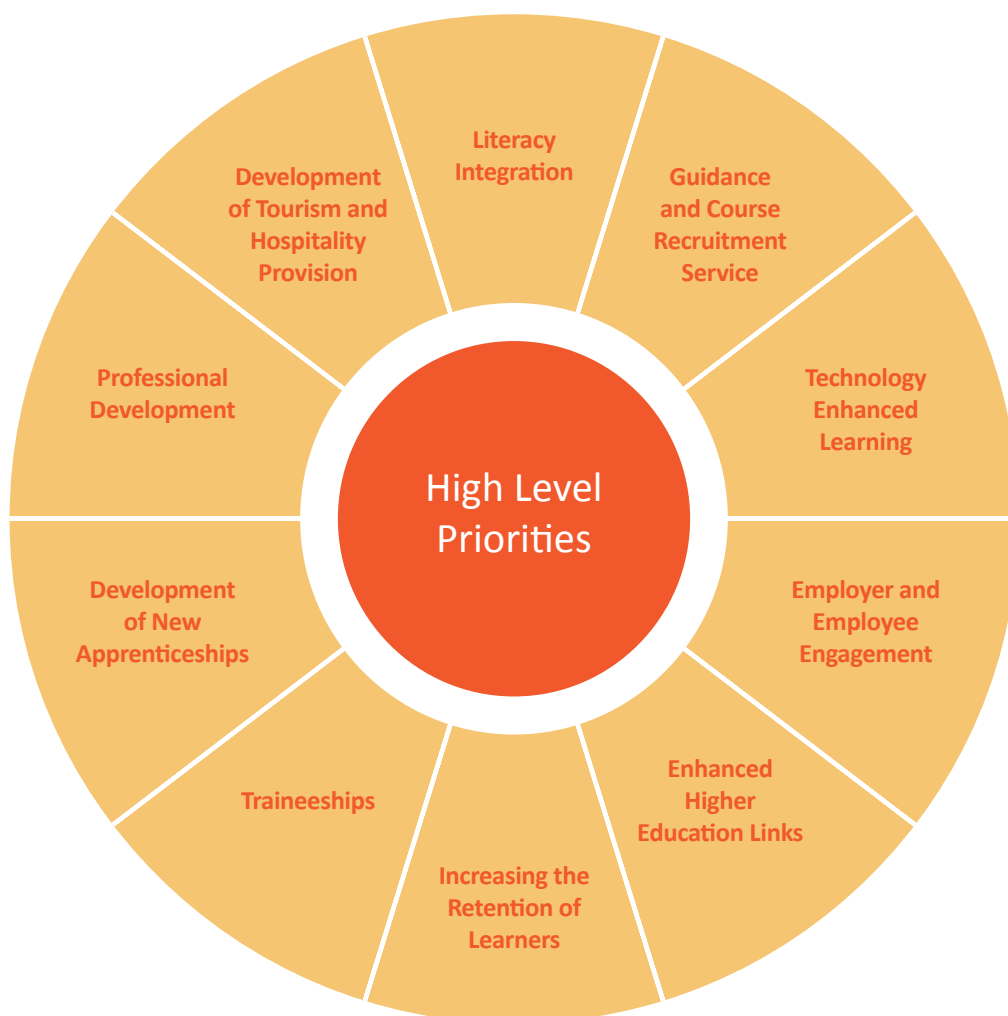 Literacy
Integration
Guidance
and Course
Recruitment
Service
Technology
Enhanced
Learning
Employer and
Employee
Engagement
Enhanced
Higher
Education Links
Increasing the
Retention of
Learners
Traineeships
Development
of New
Apprenticeships
Professional
Development
Development
of Tourism and
Hospitality
Provision
High Level
Priorities